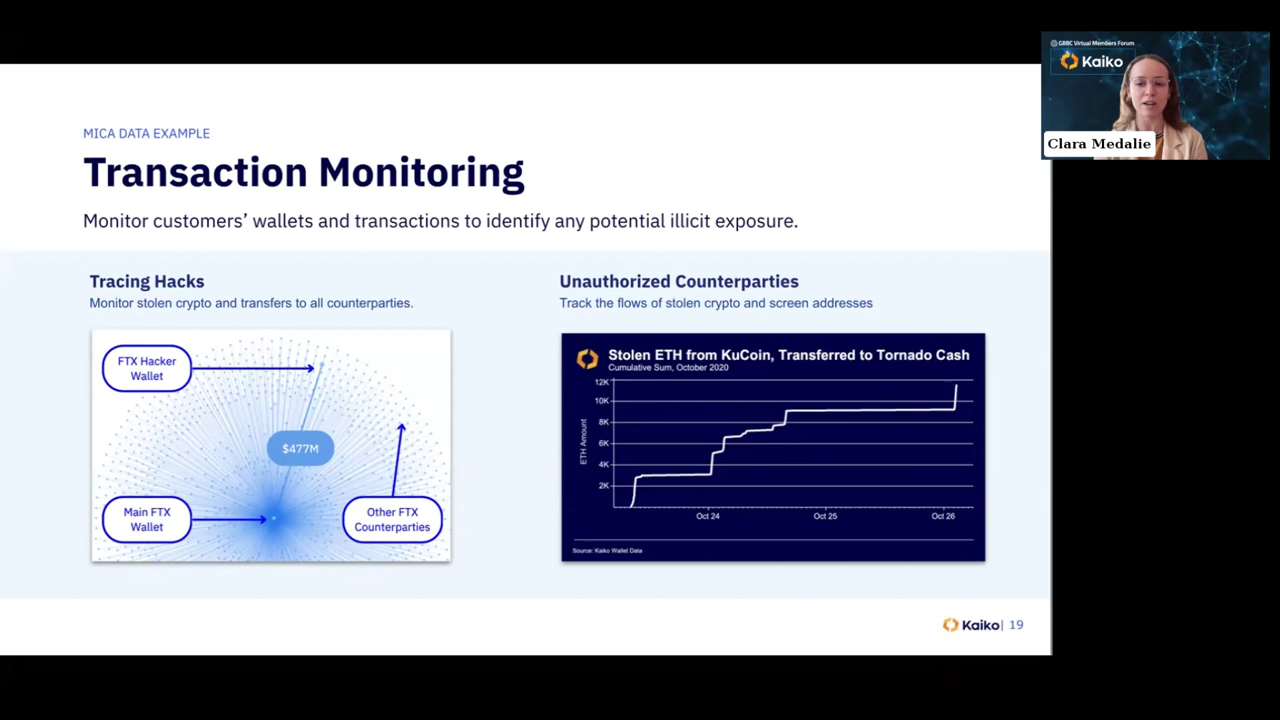 MICA DATA EXAMPLE
Transaction Monitoring
Monitor customers’ wallets and transactions to identify any potential illicit exposure.
Tracing Hacks
Monitor stolen crypto and transfers to all counterparties.
FTX Hacker
Wallet
$477M
Main FTX
Wallet
Other FTX
Counterparties
Unauthorized Counterparties
Track the flows of stolen crypto and screen addresses
Stolen ETH from KuCoin, Transferred to Tornado Cash
Cumulative Sum, October 2020
ETH Amount
12K
10K
8K
6K
4K
2K
Oct 24
Oct 25
Oct 26
Source: Kaiko Wallet Data
Kaiko | 19
GBBC Virtual Members Forum
Kaiko
Clara Medalie